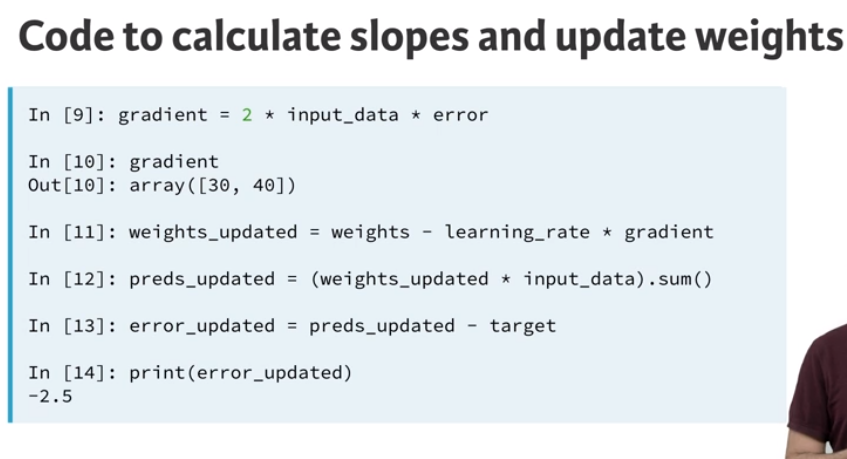 Code to calculate slopes and update weights
In [9]: gradient = 2 * input_data * error
In [10]: gradient
Out[10]: array([30, 40])
In [11]: weights_updated = weights - learning_rate * gradient
In [12]: preds_updated = (weights_updated * input_data).sum()
In [13]: error_updated = preds_updated - target
In [14]: print(error_updated)
-2.5